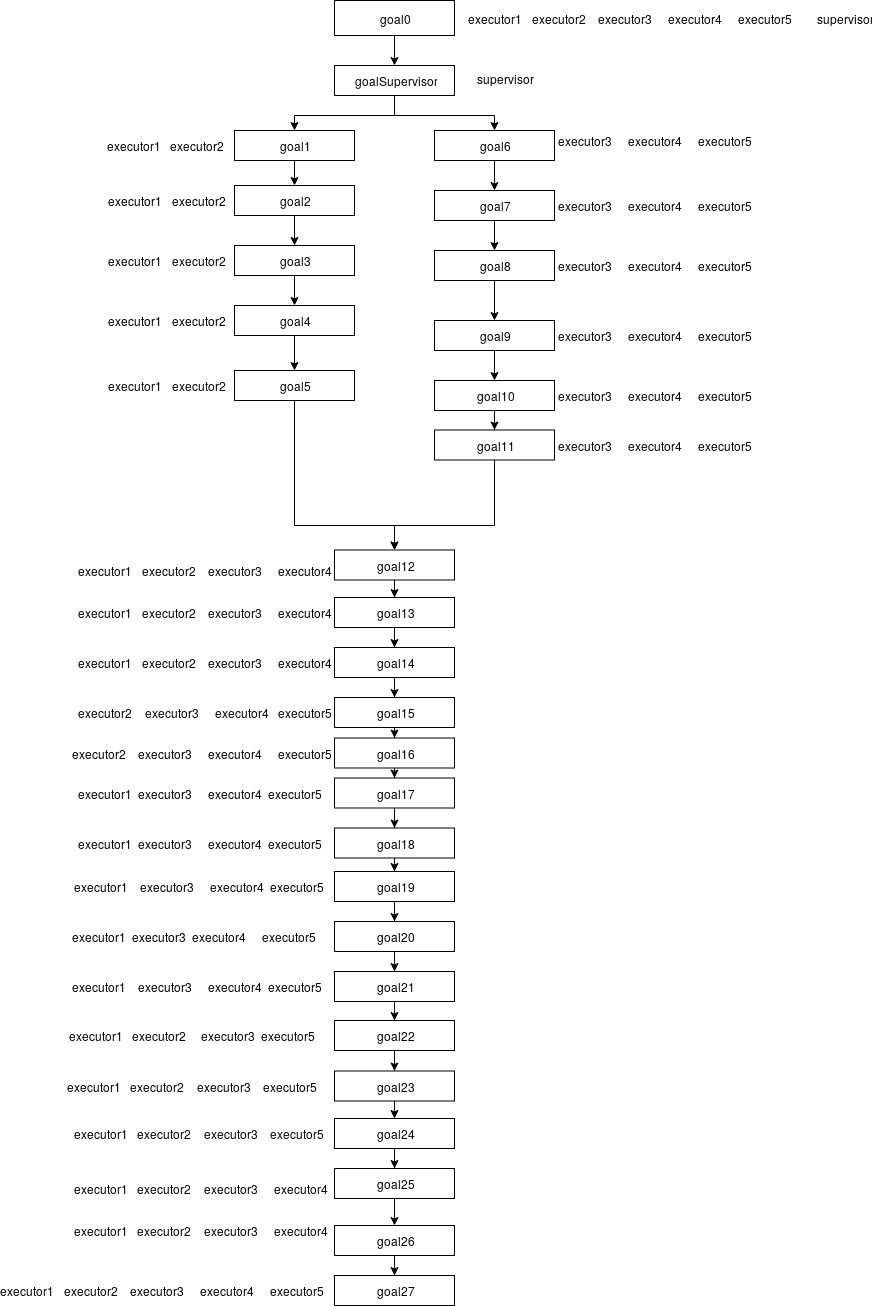 goal0 executor1 executor2 executor3 executor4 executor5 supervisor
goalSupervisor supervisor
executor1 executor2 goal1 goal6 executor3 executor4 executor5
executor1 executor2 goal2 goal7 executor3 executor4 executor5
executor1 executor2 goal3 goal8 executor3 executor4 executor5
executor1 executor2 goal4 goal9 executor3 executor4 executor5
executor1 executor2 goal5 goal10 executor3 executor4 executor5
goal11 executor3 executor4 executor5
executor1 executor2 executor3 executor4 goal12
executor1 executor2 executor3 executor4 goal13
executor1 executor2 executor3 executor4 goal14
executor2 executor3 executor4 executor5 goal15
executor2 executor3 executor4 executor5 goal16
executor1 executor3 executor4 executor5 goal17
executor1 executor3 executor4 executor5 goal18
executor1 executor3 executor4 executor5 goal19
executor1 executor3 executor4 executor5 goal20
executor1 executor3 executor4 executor5 goal21
executor1 executor2 executor3 executor5 goal22
executor1 executor2 executor3 executor5 goal23
executor1 executor2 executor3 executor5 goal24
executor1 executor2 executor3 executor4 goal25
executor1 executor2 executor3 executor4 goal26
executor1 executor2 executor3 executor4 executor5 goal27